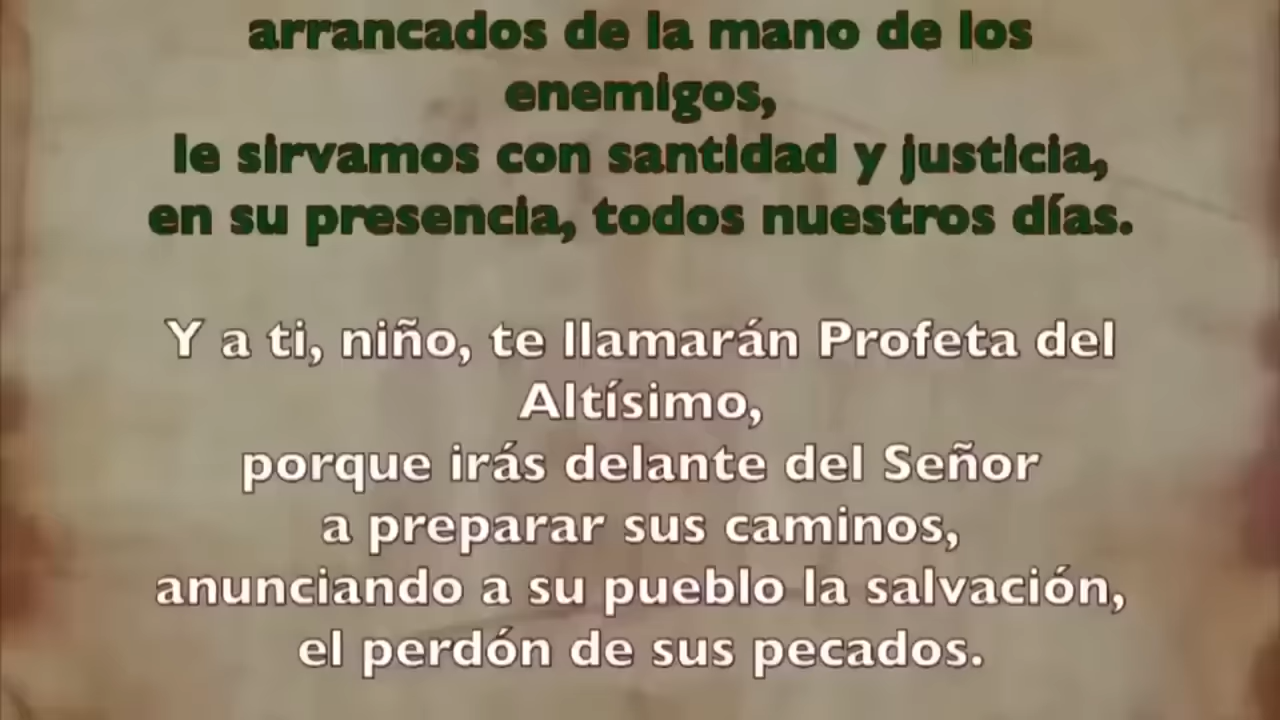 arrancados de la mano de los
enemigos,
le sirvamos con santidad y justicia,
en su presencia, todos nuestros días.
Y a ti, niño, te llamarán Profeta del
Altísimo,
porque irás delante del Señor
a preparar sus caminos,
anunciando a su pueblo la salvación,
el perdón de sus pecados.